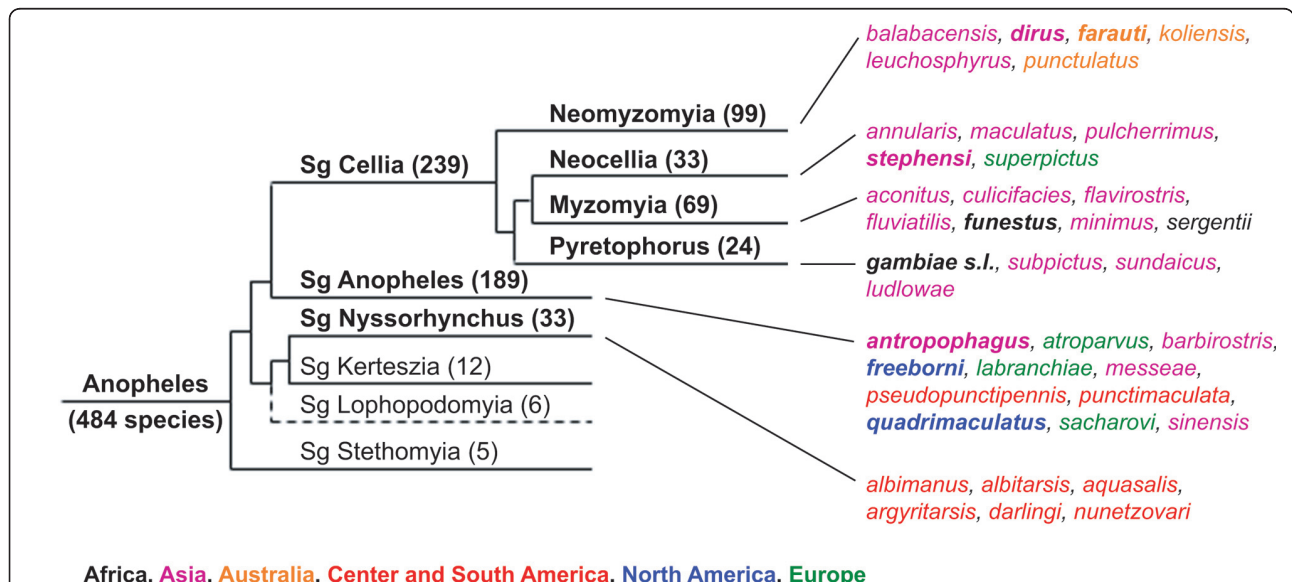 balabacensis, dirus, farauti, koliensis,
leuchosphyrus, punctulatus
Neomyzomyia (99)
annularis, maculatus, pulcherrimus,
stephensi, superpictus
Neocellia (33)
Sg Cellia (239)
aconitus, culicifacies, flavirostris,
fluviatilis, funestus, minimus, sergentii
Myzomyia (69)
Pyretophorus (24)
gambiae s.l., subpictus, sundaicus,
ludlowae
Sg Anopheles (189)
Sg Nyssorhynchus (33)
antropophagus, atroparvus, barbirostris,
freeborni, labranchiae, messeae,
pseudopunctipennis, punctimaculata,
quadrimaculatus, sacharovi, sinensis
Sg Kerteszia (12)
Anopheles
(484 species)
Sg Lophopodomyia (6)
Sg Stethomyia (5)
albimanus, albitarsis, aquasalis,
argyritarsis, darlingi, nunetzovari
Africa, Asia, Australia, Center and South America, North America, Europe